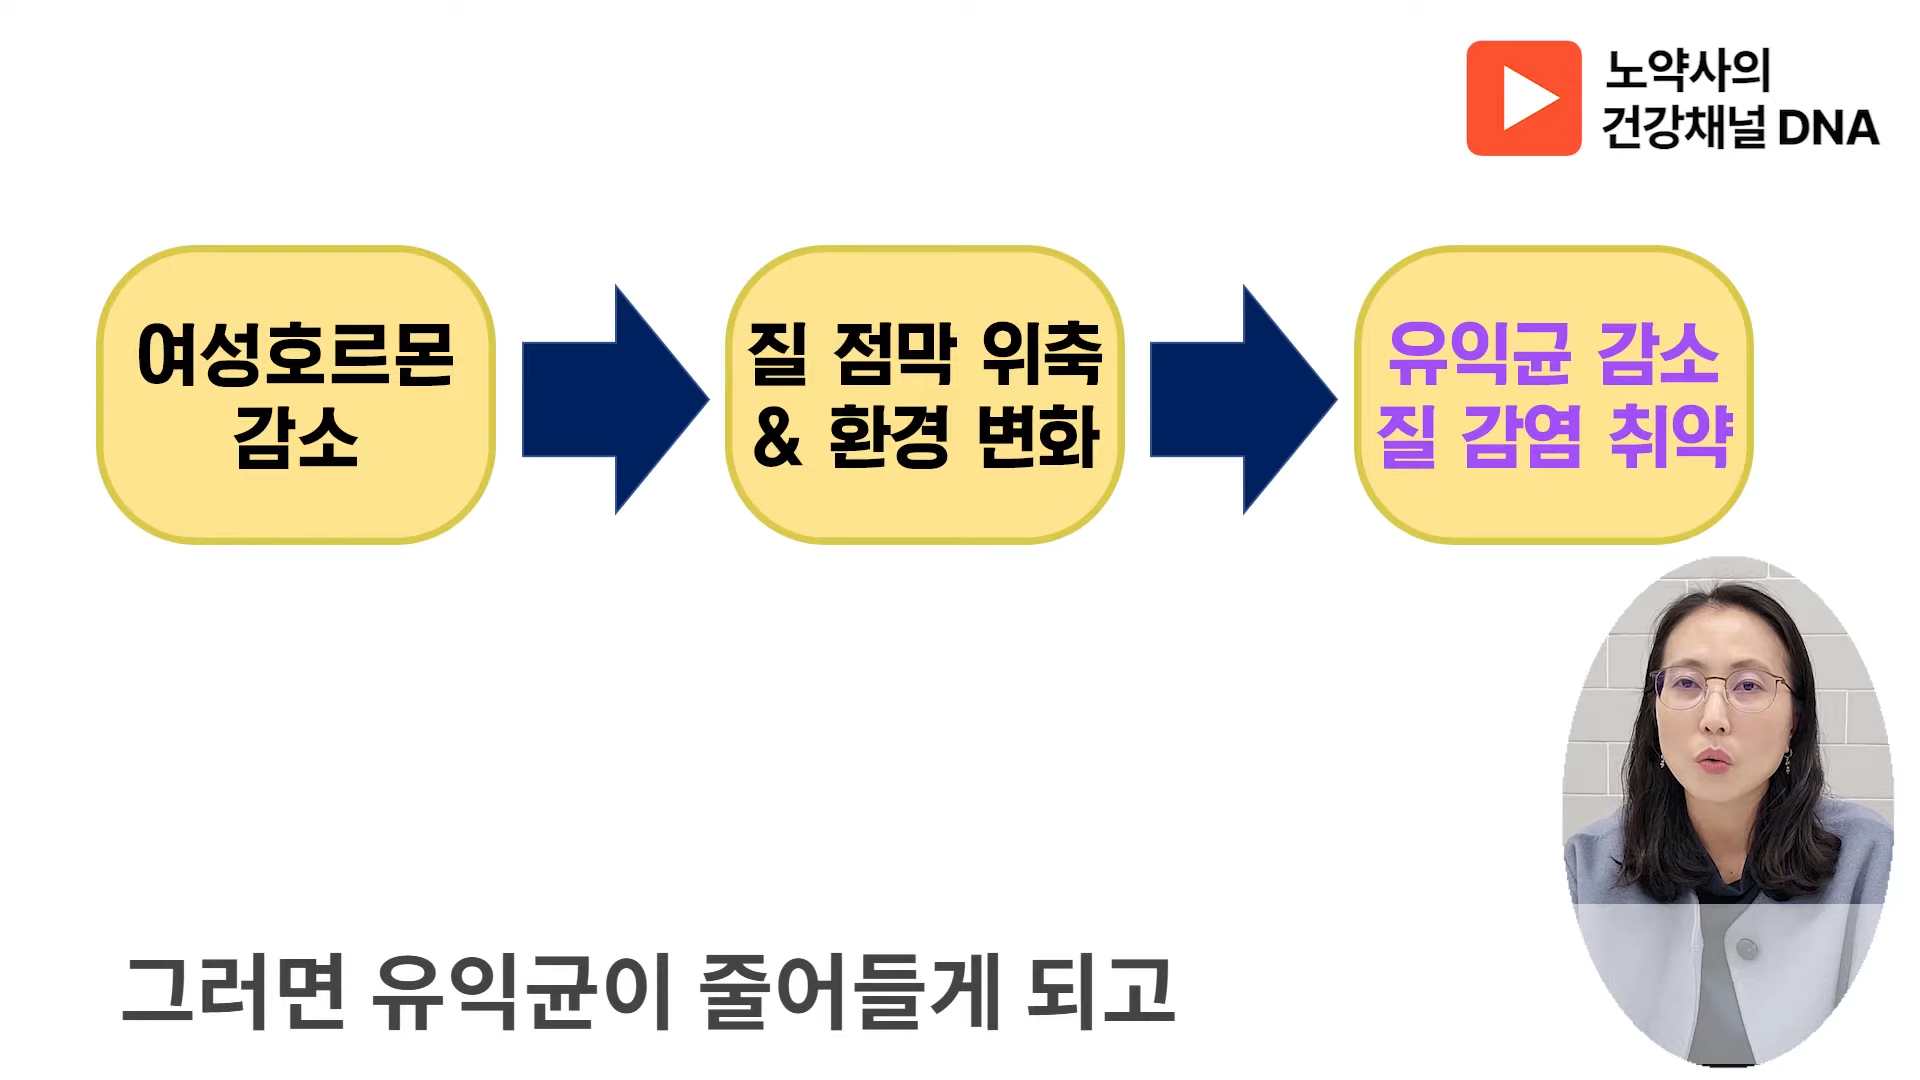 노약사의
건강채널 DNA
여성호르몬
감소
질 점막 위축
& 환경 변화
유익균 감소
질 감염 취약
그러면 유익균이 줄어들게 되고